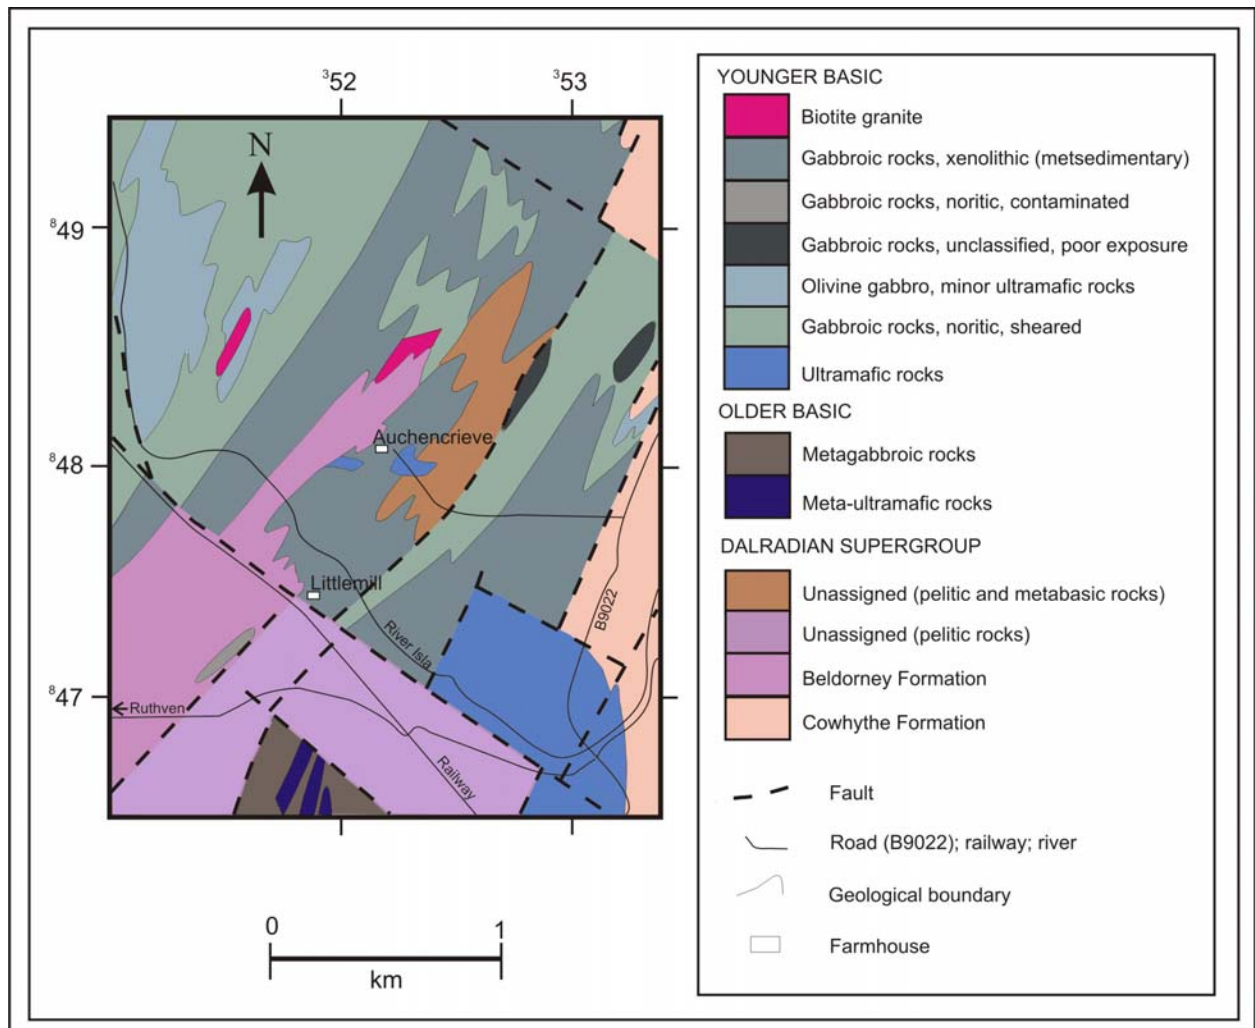 ³52 ³53
N
⁸49
Auchencrieve
⁸48
Littlemill
B9022
River Isla
⁸47
Ruthven
Railway
0 1
km
YOUNGER BASIC
Biotite granite
Gabbroic rocks, xenolithic (metsedimentary)
Gabbroic rocks, noritic, contaminated
Gabbroic rocks, unclassified, poor exposure
Olivine gabbro, minor ultramafic rocks
Gabbroic rocks, noritic, sheared
Ultramafic rocks
OLDER BASIC
Metagabbroic rocks
Meta-ultramafic rocks
DALRADIAN SUPERGROUP
Unassigned (pelitic and metabasic rocks)
Unassigned (pelitic rocks)
Beldorney Formation
Cowhythe Formation
Fault
Road (B9022); railway; river
Geological boundary
Farmhouse